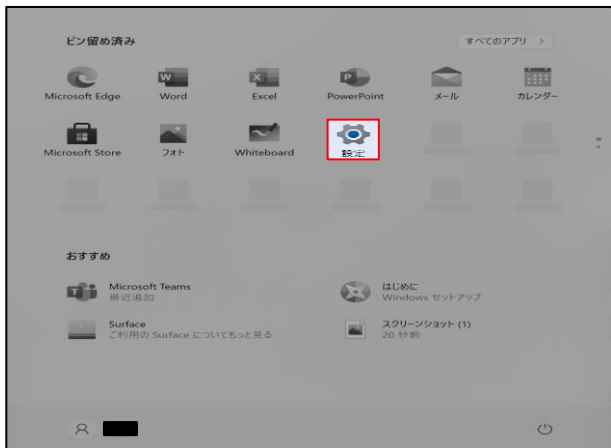 ピン留め済み
すべてのアプリ >
Microsoft Edge
Word
Excel
PowerPoint
メール
カレンダー
Microsoft Store
フォト
Whiteboard
設定
おすすめ
Microsoft Teams
最近追加
はじめに
Windows セットアップ
Surface
ご利用の Surface についてもっと見る
スクリーンショット (1)
20 秒前